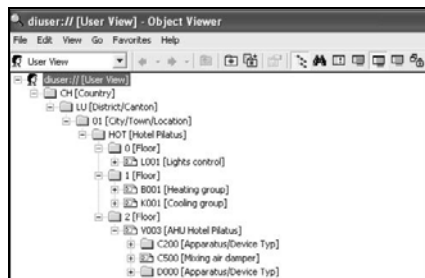 diuser:// [User View] - Object Viewer
File Edit View Go Favorites Help
User View
diuser:// [User View]
CH [Country]
LU [District/Canton]
01 [City/Town/Location]
HOT [Hotel Pilatus]
0 [Floor]
L001 [Lights control]
1 [Floor]
B001 [Heating group]
K001 [Cooling group]
2 [Floor]
V003 [AHU Hotel Pilatus]
C200 [Apparatus/Device Typ]
C500 [Mixing air damper]
D000 [Apparatus/Device Typ]